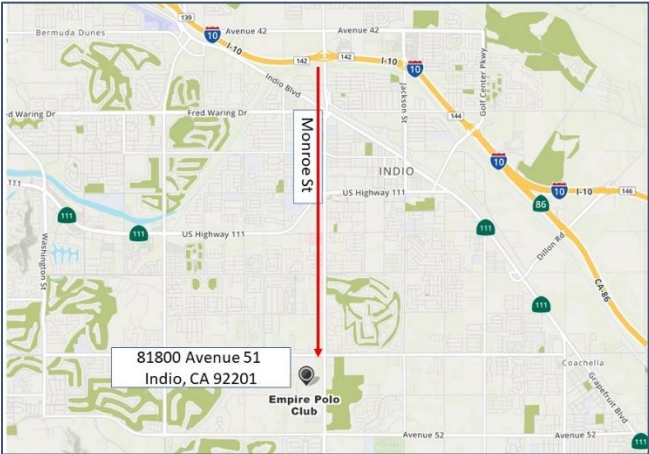 139
Bermuda Dunes
10
I-10
Avenue 42
Avenue 42
142
142
I-10
10
Indio Blvd
Jackson St
Golf Center Pkwy
d Waring Dr
Fred Waring Dr
Monroe St
144
INDIO
10
I-10
146
111
US Highway 111
86
111
111
US Highway 111
111
Dillon Rd
Washington St
CA-86
111
81800 Avenue 51
Indio, CA 92201
Coachella
Empire Polo
Club
Grapefruit Blvd
Avenue 52
Avenue 52
111